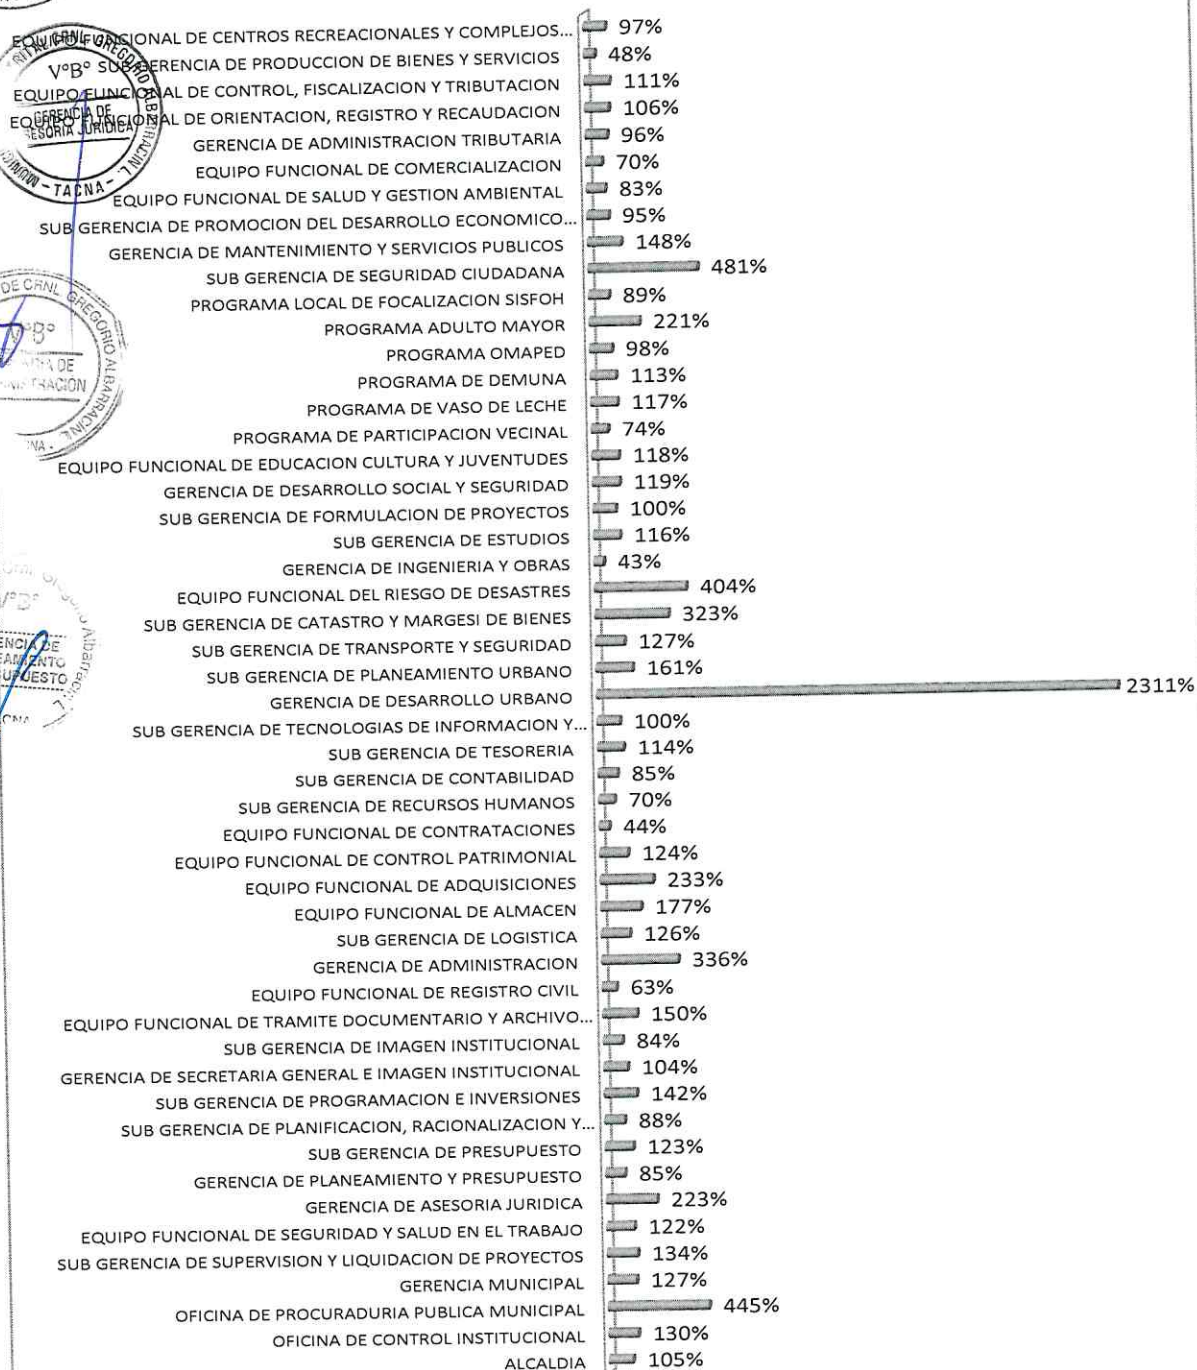 EQUIPO FUNCIONAL DE CENTROS RECREACIONALES Y COMPLEJOS... 97%
SUB GERENCIA DE PRODUCCION DE BIENES Y SERVICIOS 48%
EQUIPO FUNCIONAL DE CONTROL, FISCALIZACION Y TRIBUTACION 111%
EQUIPO FUNCIONAL DE ORIENTACION, REGISTRO Y RECAUDACION 106%
GERENCIA DE ADMINISTRACION TRIBUTARIA 96%
EQUIPO FUNCIONAL DE COMERCIALIZACION 70%
EQUIPO FUNCIONAL DE SALUD Y GESTION AMBIENTAL 83%
SUB GERENCIA DE PROMOCION DEL DESARROLLO ECONOMICO... 95%
GERENCIA DE MANTENIMIENTO Y SERVICIOS PUBLICOS 148%
SUB GERENCIA DE SEGURIDAD CIUDADANA 481%
PROGRAMA LOCAL DE FOCALIZACION SISFOH 89%
PROGRAMA ADULTO MAYOR 221%
PROGRAMA OMAPED 98%
PROGRAMA DE DEMUNA 113%
PROGRAMA DE VASO DE LECHE 117%
PROGRAMA DE PARTICIPACION VECINAL 74%
EQUIPO FUNCIONAL DE EDUCACION CULTURA Y JUVENTUDES 118%
GERENCIA DE DESARROLLO SOCIAL Y SEGURIDAD 119%
SUB GERENCIA DE FORMULACION DE PROYECTOS 100%
SUB GERENCIA DE ESTUDIOS 116%
GERENCIA DE INGENIERIA Y OBRAS 43%
EQUIPO FUNCIONAL DEL RIESGO DE DESASTRES 404%
SUB GERENCIA DE CATASTRO Y MARGESI DE BIENES 323%
SUB GERENCIA DE TRANSPORTE Y SEGURIDAD 127%
SUB GERENCIA DE PLANEAMIENTO URBANO 161%
GERENCIA DE DESARROLLO URBANO 2311%
SUB GERENCIA DE TECNOLOGIAS DE INFORMACION Y... 100%
SUB GERENCIA DE TESORERIA 114%
SUB GERENCIA DE CONTABILIDAD 85%
SUB GERENCIA DE RECURSOS HUMANOS 70%
EQUIPO FUNCIONAL DE CONTRATACIONES 44%
EQUIPO FUNCIONAL DE CONTROL PATRIMONIAL 124%
EQUIPO FUNCIONAL DE ADQUISICIONES 233%
EQUIPO FUNCIONAL DE ALMACEN 177%
SUB GERENCIA DE LOGISTICA 126%
GERENCIA DE ADMINISTRACION 336%
EQUIPO FUNCIONAL DE REGISTRO CIVIL 63%
EQUIPO FUNCIONAL DE TRAMITE DOCUMENTARIO Y ARCHIVO... 150%
SUB GERENCIA DE IMAGEN INSTITUCIONAL 84%
GERENCIA DE SECRETARIA GENERAL E IMAGEN INSTITUCIONAL 104%
SUB GERENCIA DE PROGRAMACION E INVERSIONES 142%
SUB GERENCIA DE PLANIFICACION, RACIONALIZACION Y... 88%
SUB GERENCIA DE PRESUPUESTO 123%
GERENCIA DE PLANEAMIENTO Y PRESUPUESTO 85%
GERENCIA DE ASESORIA JURIDICA 223%
EQUIPO FUNCIONAL DE SEGURIDAD Y SALUD EN EL TRABAJO 122%
SUB GERENCIA DE SUPERVISION Y LIQUIDACION DE PROYECTOS 134%
GERENCIA MUNICIPAL 127%
OFICINA DE PROCURADURIA PUBLICA MUNICIPAL 445%
OFICINA DE CONTROL INSTITUCIONAL 130%
ALCALDIA 105%
V°B°
GERENCIA DE
JURIDICA
TACNA
DE CRNL. GREGORIO ALBARRACIN L.
DE
Albarracin